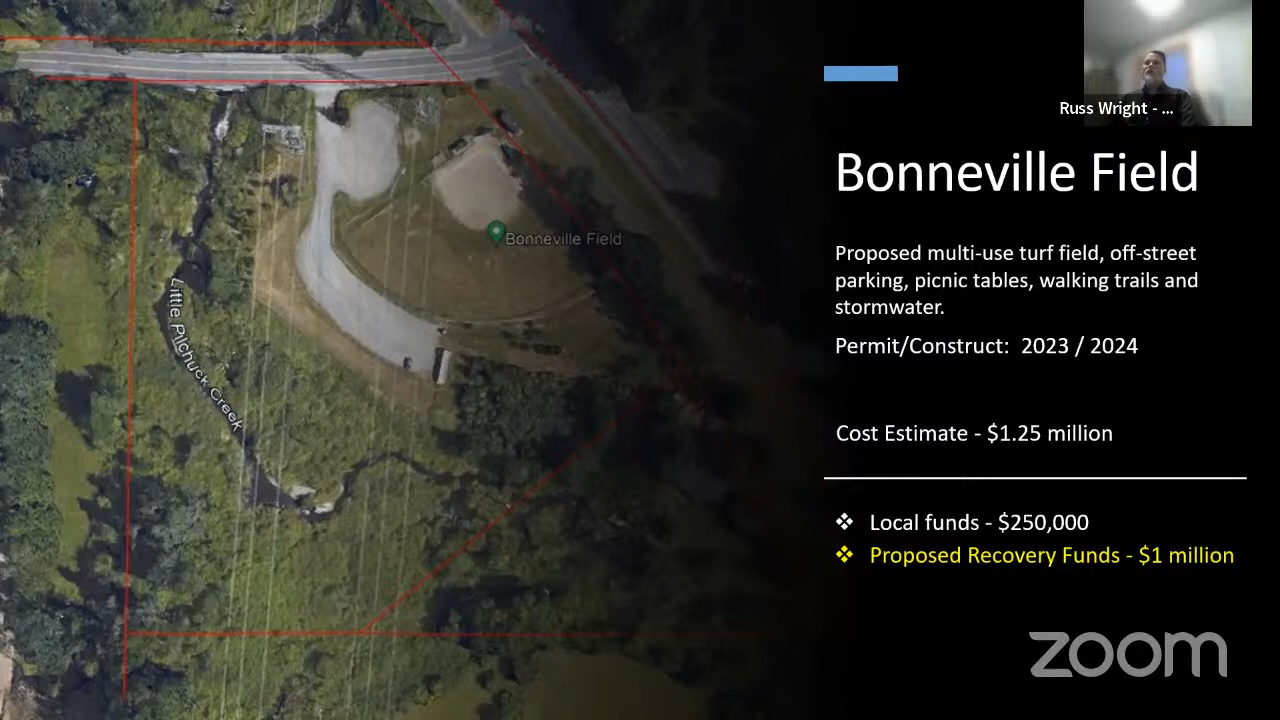 Russ Wright - ...
Bonneville Field
Proposed multi-use turf field, off-street
parking, picnic tables, walking trails and
stormwater.
Permit/Construct:  2023 / 2024
Cost Estimate - $1.25 million
❖ Local funds - $250,000
❖ Proposed Recovery Funds - $1 million
Bonneville Field
Little Pilchuck Creek
zoom